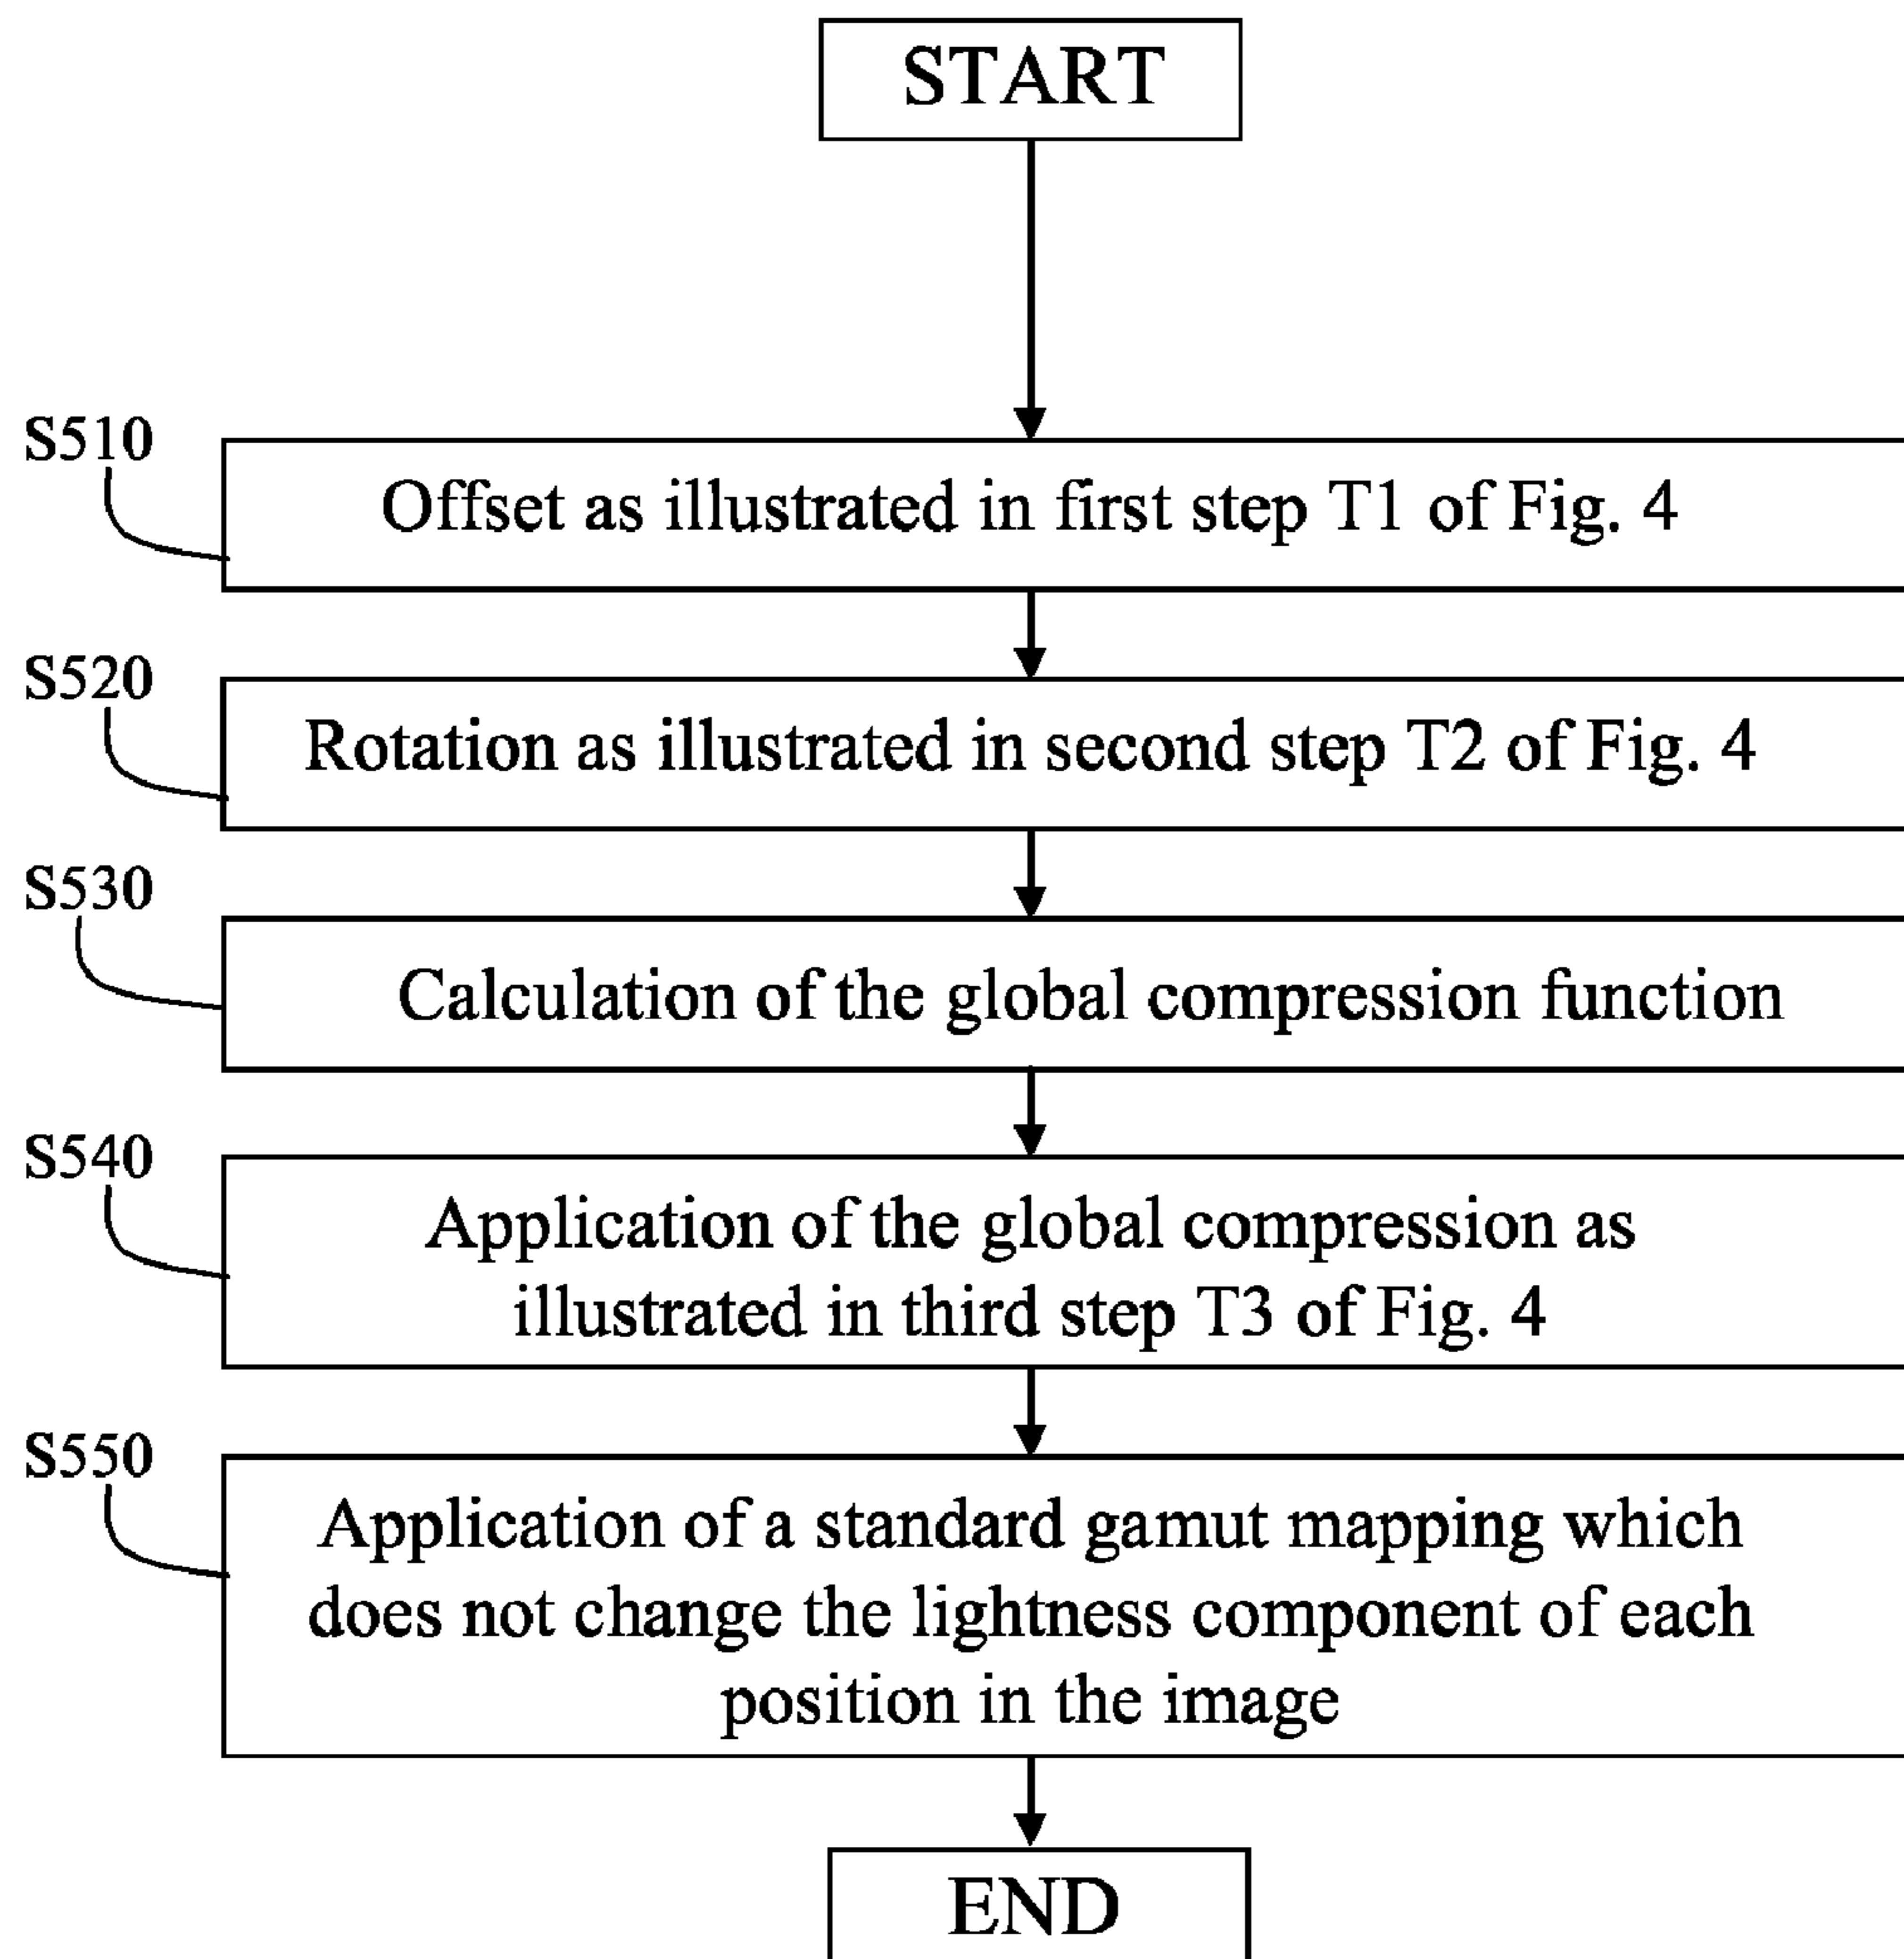 START
S510
Offset as illustrated in first step T1 of Fig. 4
S520
Rotation as illustrated in second step T2 of Fig. 4
S530
Calculation of the global compression function
S540
Application of the global compression as
illustrated in third step T3 of Fig. 4
S550
Application of a standard gamut mapping which
does not change the lightness component of each
position in the image
END